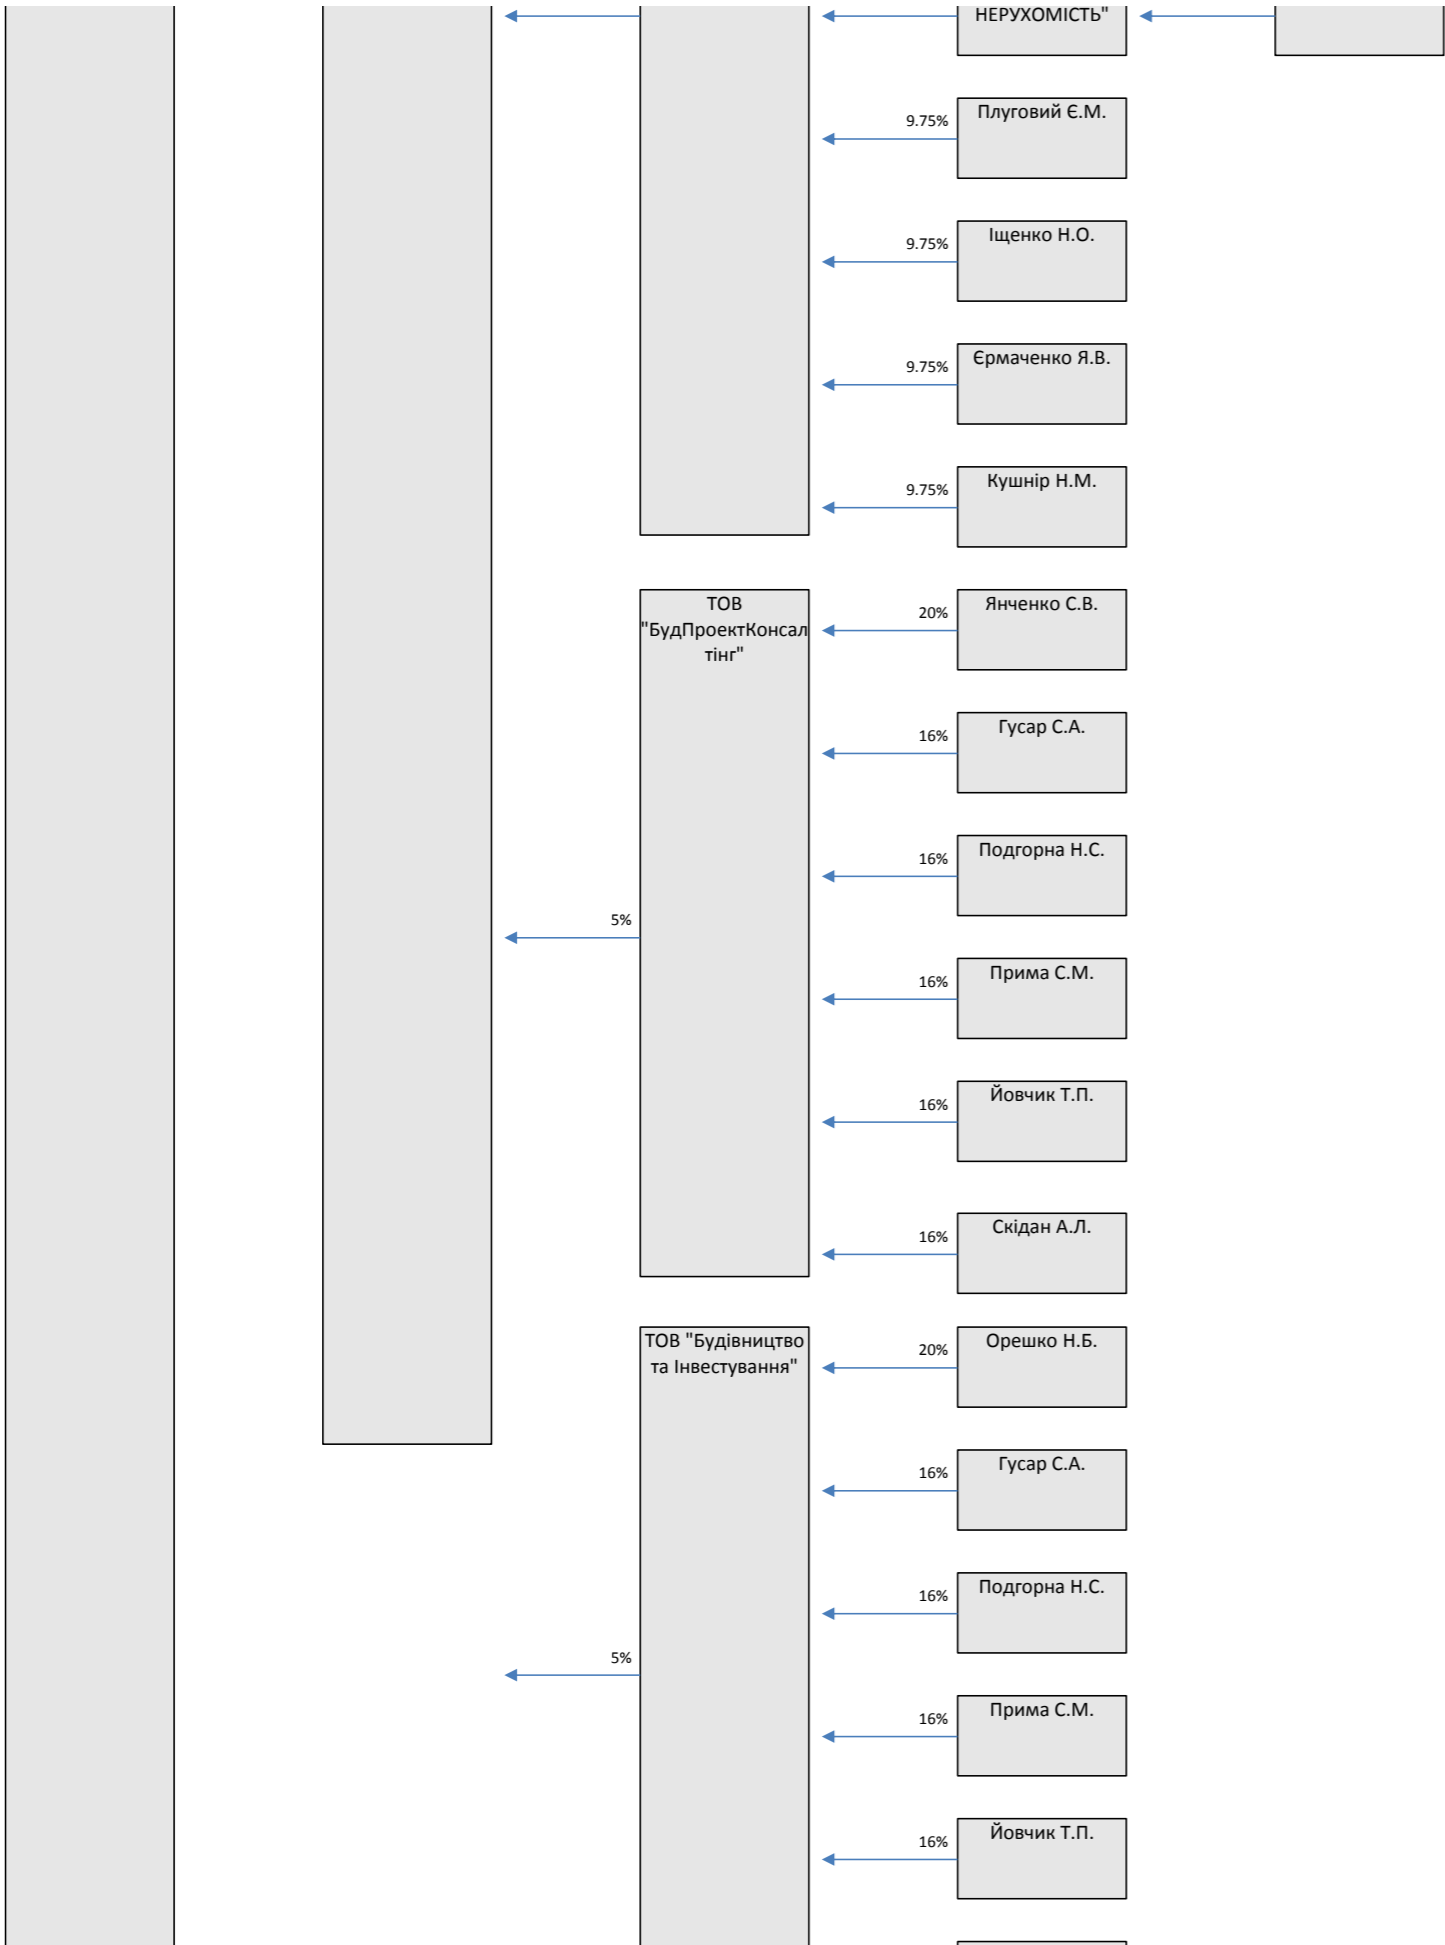 НЕРУХОМІСТЬ"
9.75%
Плуговий Є.М.
9.75%
Іщенко Н.О.
9.75%
Єрмаченко Я.В.
9.75%
Кушнір Н.М.
ТОВ
"БудПроектКонсал
тінг"
5%
20%
Янченко С.В.
16%
Гусар С.А.
16%
Подгорна Н.С.
16%
Прима С.М.
16%
Йовчик Т.П.
16%
Скідан А.Л.
ТОВ "Будівництво
та Інвестування"
5%
20%
Орешко Н.Б.
16%
Гусар С.А.
16%
Подгорна Н.С.
16%
Прима С.М.
16%
Йовчик Т.П.